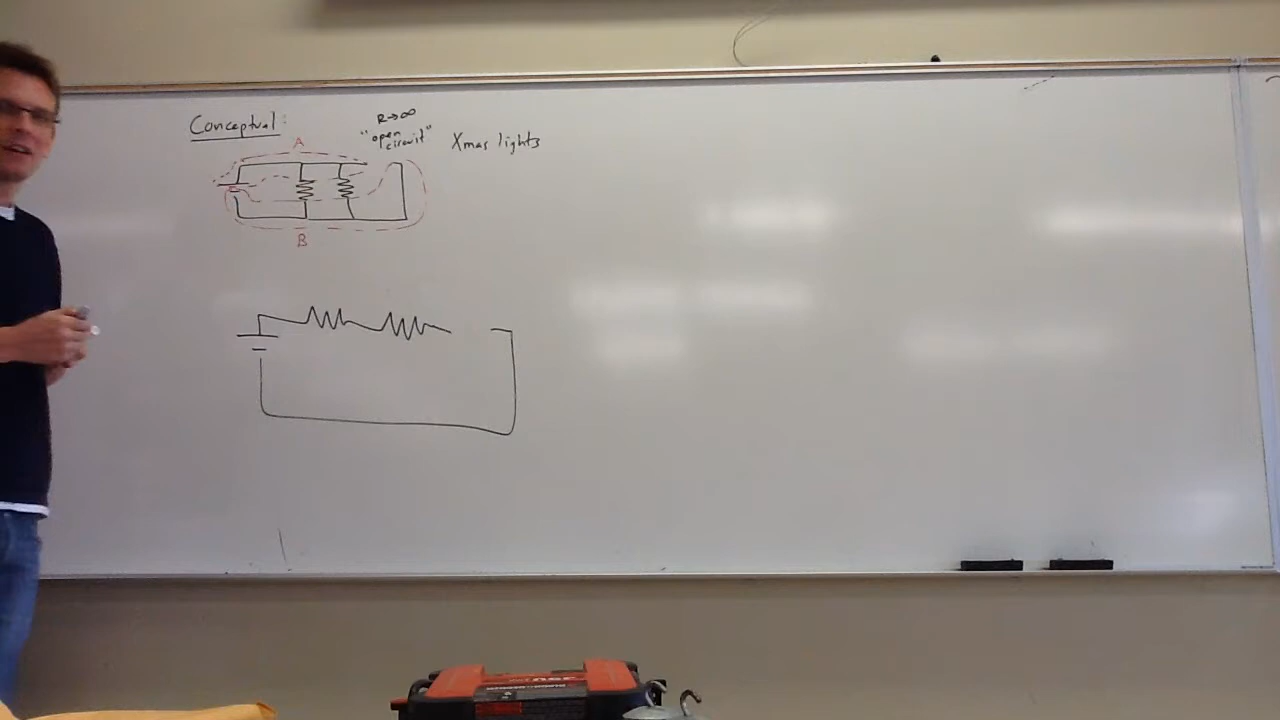 Conceptual:
R→∞
"open
circuit"
Xmas lights
A
B